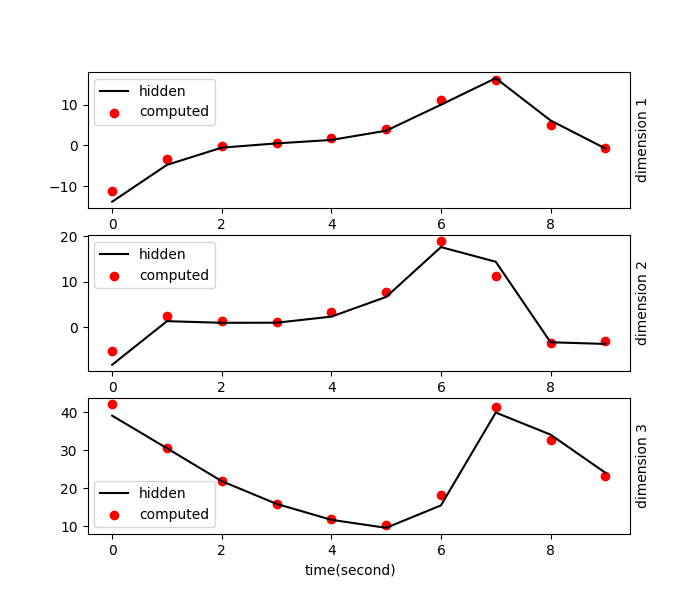 hidden
computed
10
0
−10
0 2 4 6 8
dimension 1
hidden
computed
20
10
0
0 2 4 6 8
dimension 2
hidden
computed
40
30
20
10
0 2 4 6 8
time(second)
dimension 3